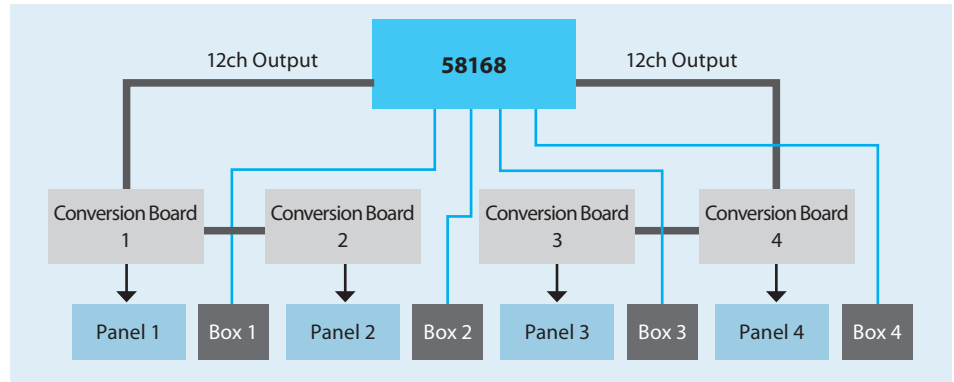 12ch Output
58168
12ch Output
Conversion Board
1
Conversion Board
2
Conversion Board
3
Conversion Board
4
Panel 1
Box 1
Panel 2
Box 2
Panel 3
Box 3
Panel 4
Box 4